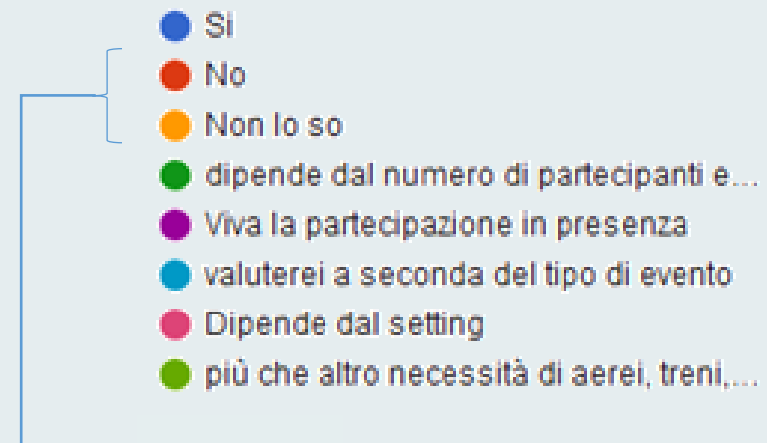 Si
No
Non lo so
dipende dal numero di partecipanti e...
Viva la partecipazione in presenza
valuterei a seconda del tipo di evento
Dipende dal setting
più che altro necessità di aerei, treni,...